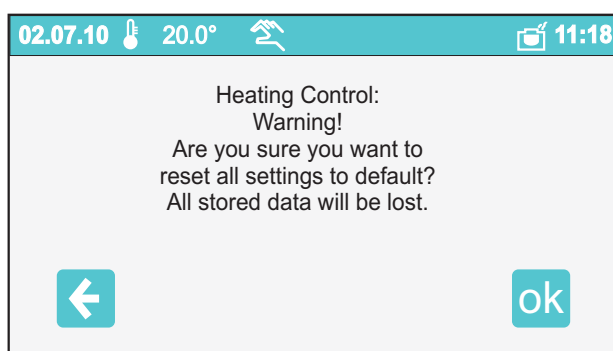 02.07.10 20.0° 11:18
Heating Control:
Warning!
Are you sure you want to
reset all settings to default?
All stored data will be lost.
ok